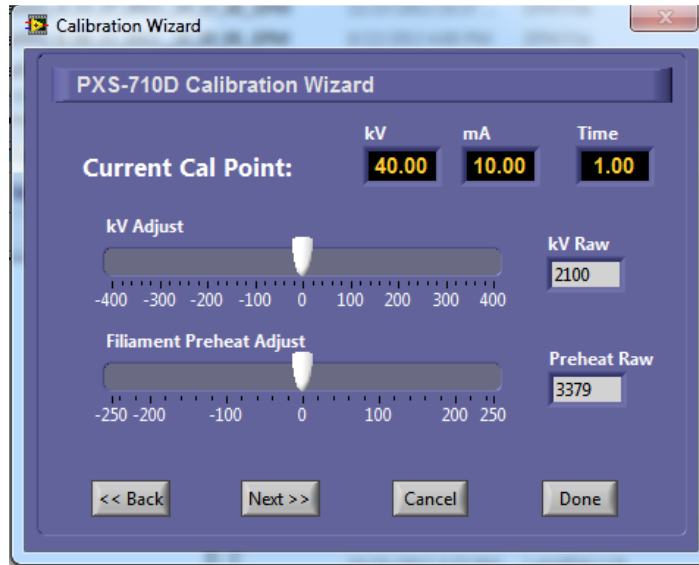 Calibration Wizard
PXS-710D Calibration Wizard
kV mA Time
Current Cal Point: 40.00 10.00 1.00
kV Adjust
kV Raw
2100
-400 -300 -200 -100 0 100 200 300 400
Filiament Preheat Adjust
Preheat Raw
3379
-250 -200 -100 0 100 200 250
<< Back Next >> Cancel Done